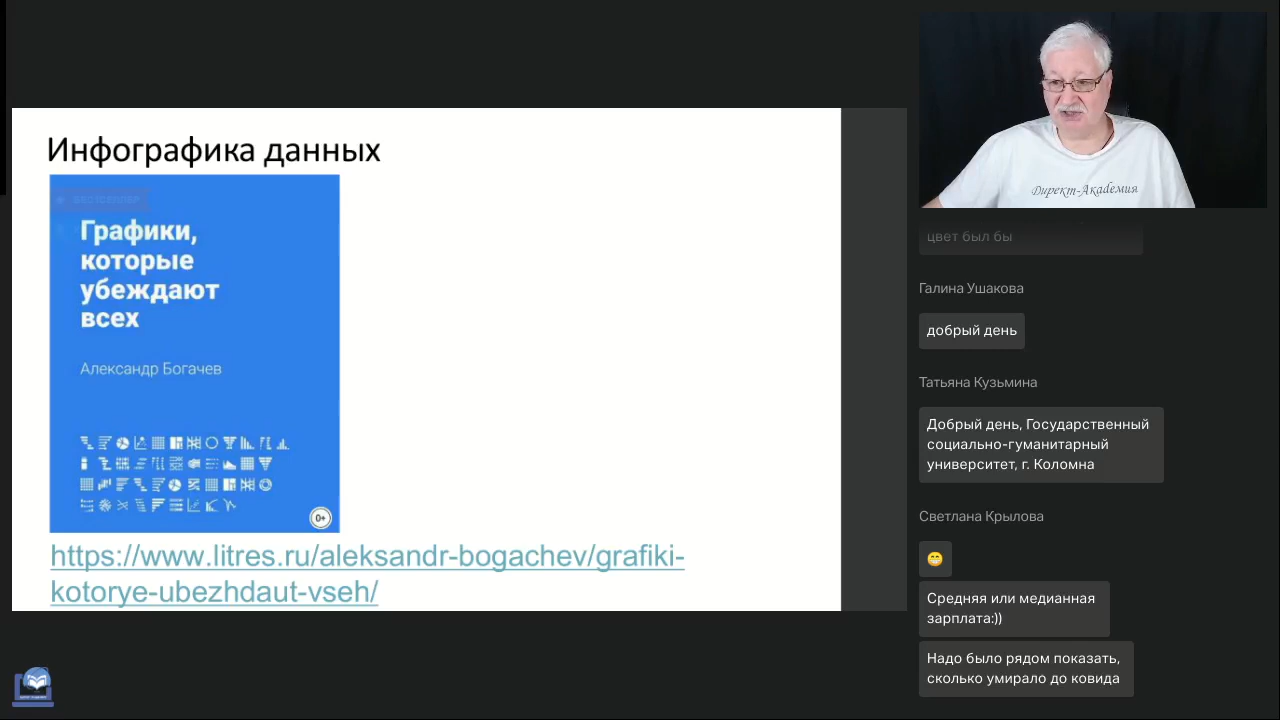 Инфографика данных
Графики,
которые
убеждают
всех
Александр Богачев
0+
https://www.litres.ru/aleksandr-bogachev/grafiki-
kotorye-ubezhdaut-vseh/
Директ-Академия
цвет был бы
Галина Ушакова
добрый день
Татьяна Кузьмина
Добрый день, Государственный
социально-гуманитарный
университет, г. Коломна
Светлана Крылова
😁
Средняя или медианная
зарплата:))
Надо было рядом показать,
сколько умирало до ковида